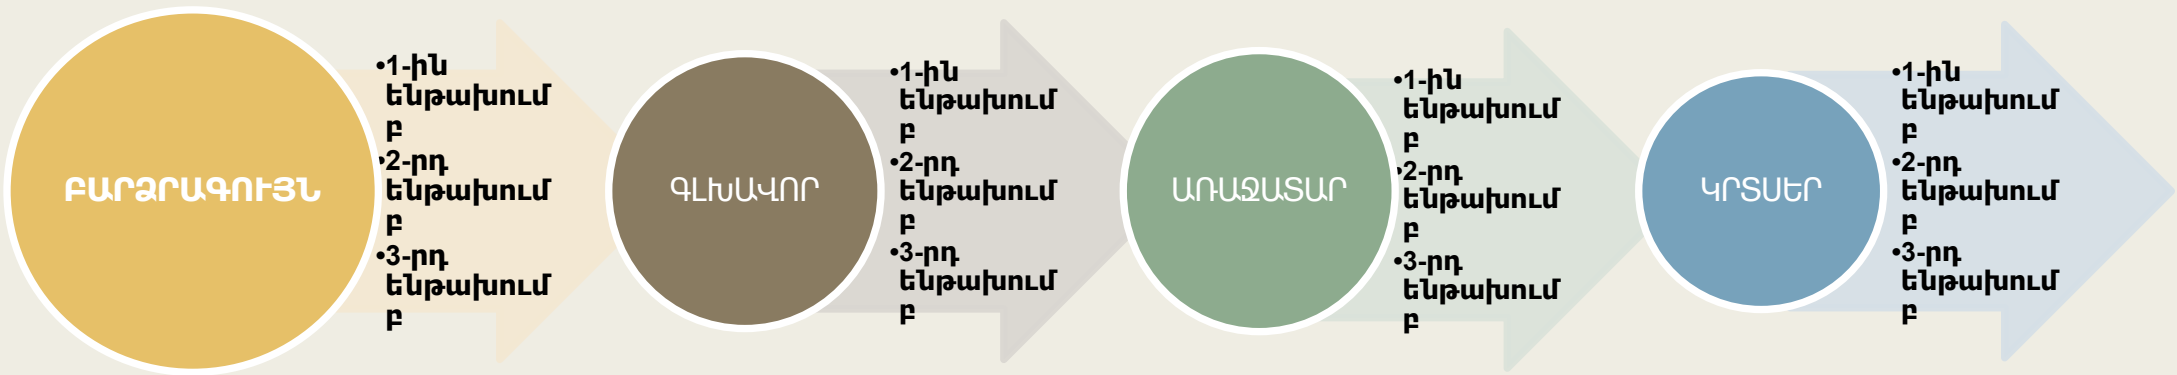 ԲԱՐՁՐԱԳՈՒՅՆ
•1-ին
ենթախում
բ
•2-րդ
ենթախում
բ
•3-րդ
ենթախում
բ
ԳԼԽԱՎՈՐ
•1-ին
ենթախում
բ
•2-րդ
ենթախում
բ
•3-րդ
ենթախում
բ
ԱՌԱՋԱՏԱՐ
•1-ին
ենթախում
բ
•2-րդ
ենթախում
բ
•3-րդ
ենթախում
բ
ԿՐՏՍԵՐ
•1-ին
ենթախում
բ
•2-րդ
ենթախում
բ
•3-րդ
ենթախում
բ